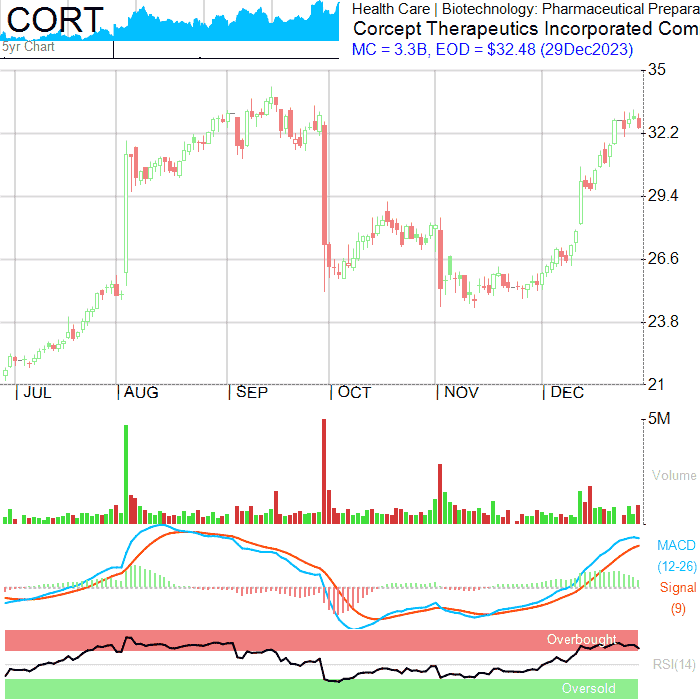 CORT
5yr Chart
Health Care | Biotechnology: Pharmaceutical Prepara
Corcept Therapeutics Incorporated Com
MC = 3.3B, EOD = $32.48 (29Dec2023)
35
32.2
29.4
26.6
23.8
21
JUL AUG SEP OCT NOV DEC
5M
Volume
MACD
(12-26)
Signal
(9)
Overbought
RSI(14)
Oversold